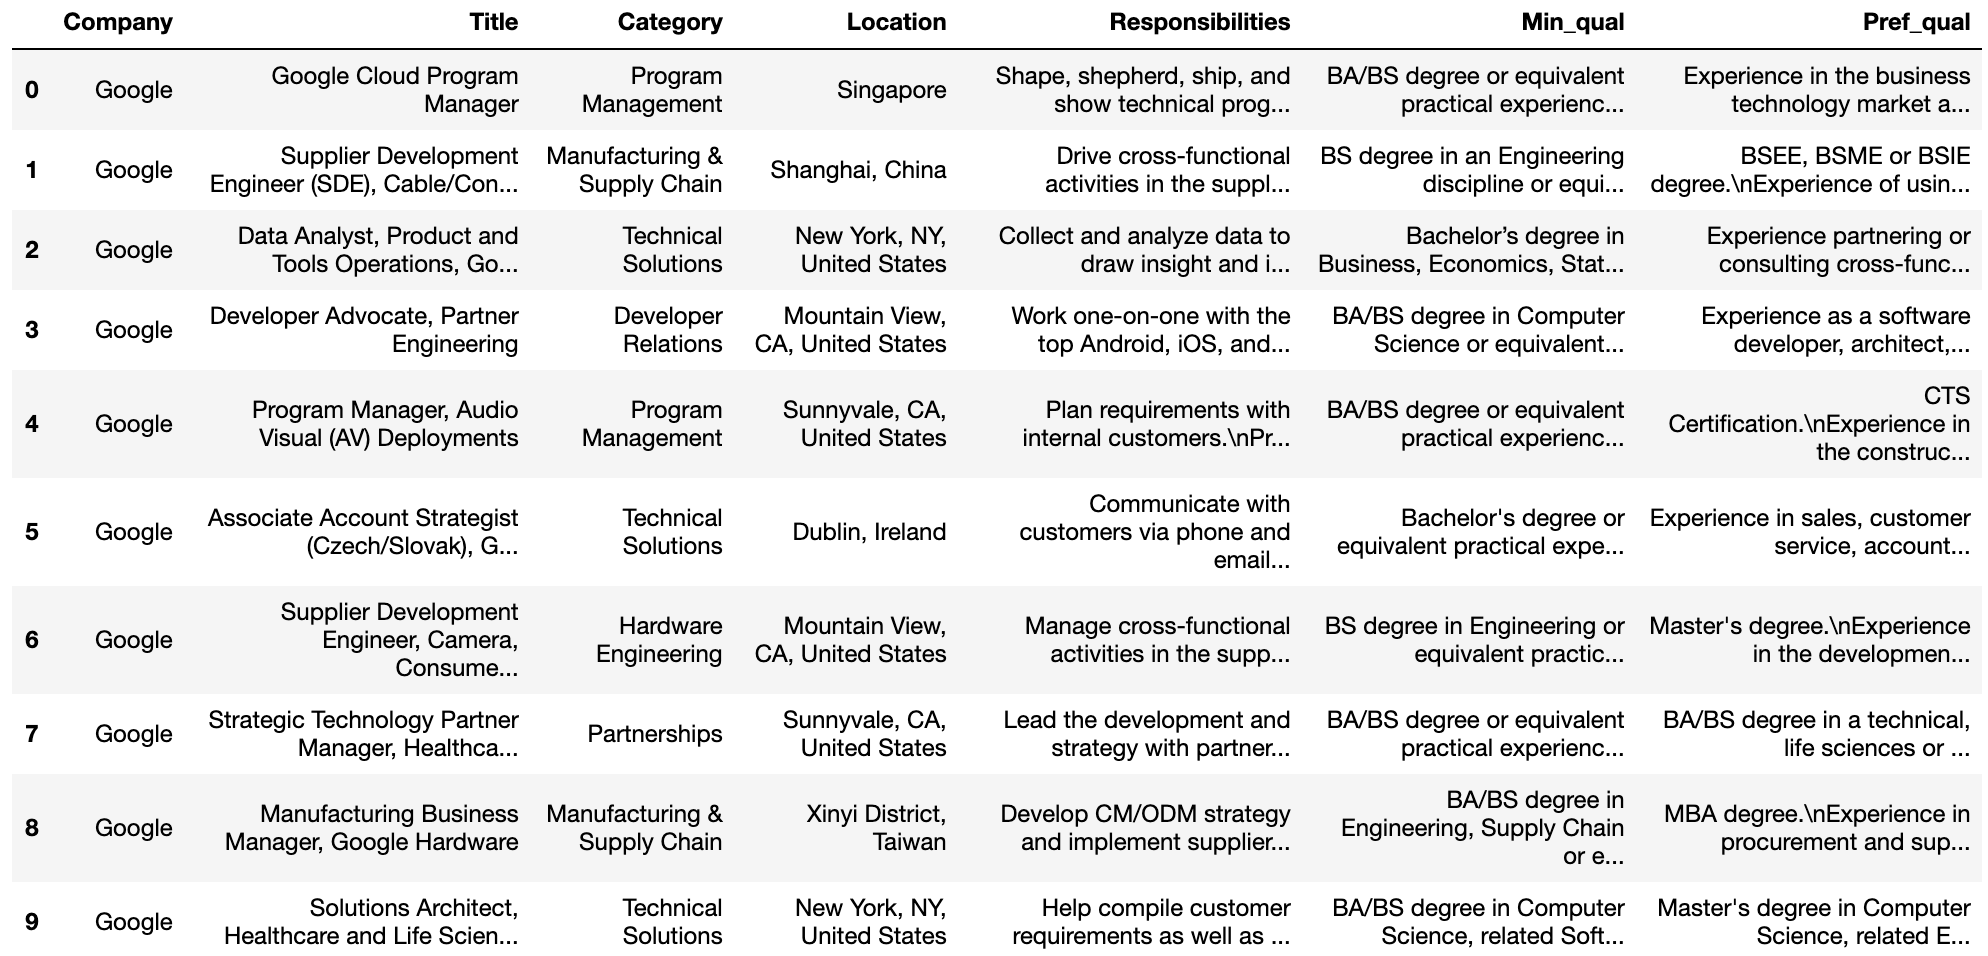 Company Title Category Location Responsibilities Min_qual Pref_qual
0 Google Google Cloud Program Manager Program Management Singapore Shape, shepherd, ship, and show technical prog... BA/BS degree or equivalent practical experienc... Experience in the business technology market a...
1 Google Supplier Development Engineer (SDE), Cable/Con... Manufacturing & Supply Chain Shanghai, China Drive cross-functional activities in the suppl... BS degree in an Engineering discipline or equi... BSEE, BSME or BSIE degree.\nExperience of usin...
2 Google Data Analyst, Product and Tools Operations, Go... Technical Solutions New York, NY, United States Collect and analyze data to draw insight and i... Bachelor’s degree in Business, Economics, Stat... Experience partnering or consulting cross-func...
3 Google Developer Advocate, Partner Engineering Developer Relations Mountain View, CA, United States Work one-on-one with the top Android, iOS, and... BA/BS degree in Computer Science or equivalent... Experience as a software developer, architect,...
4 Google Program Manager, Audio Visual (AV) Deployments Program Management Sunnyvale, CA, United States Plan requirements with internal customers.\nPr... BA/BS degree or equivalent practical experienc... CTS Certification.\nExperience in the construc...
5 Google Associate Account Strategist (Czech/Slovak), G... Technical Solutions Dublin, Ireland Communicate with customers via phone and email... Bachelor's degree or equivalent practical expe... Experience in sales, customer service, account...
6 Google Supplier Development Engineer, Camera, Consume... Hardware Engineering Mountain View, CA, United States Manage cross-functional activities in the supp... BS degree in Engineering or equivalent practic... Master's degree.\nExperience in the developmen...
7 Google Strategic Technology Partner Manager, Healthca... Partnerships Sunnyvale, CA, United States Lead the development and strategy with partner... BA/BS degree or equivalent practical experienc... BA/BS degree in a technical, life sciences or ...
8 Google Manufacturing Business Manager, Google Hardware Manufacturing & Supply Chain Xinyi District, Taiwan Develop CM/ODM strategy and implement supplier... BA/BS degree in Engineering, Supply Chain or e... MBA degree.\nExperience in procurement and sup...
9 Google Solutions Architect, Healthcare and Life Scien... Technical Solutions New York, NY, United States Help compile customer requirements as well as ... BA/BS degree in Computer Science, related Soft... Master's degree in Computer Science, related E...